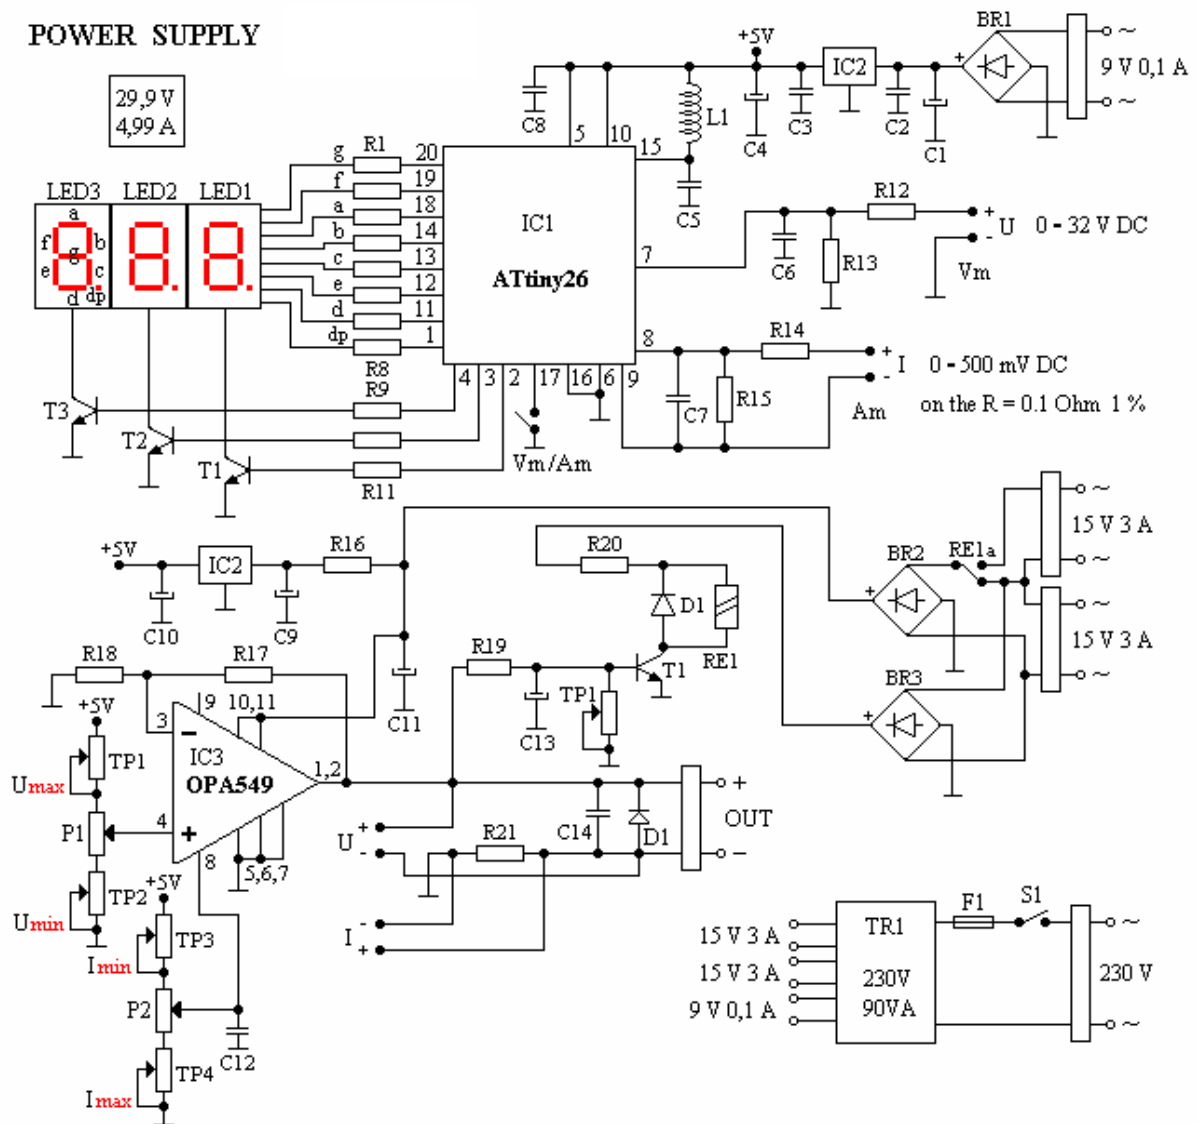 POWER SUPPLY
29,9 V
4,99 A
BR1
~
9 V 0,1 A
~
+
+5V
IC2
C8
C3
C2
C4
C1
L1
C5
5
10
15
LED3 LED2 LED1
a
f b
g
e c
d dp
g R1 20
f 19
a 18
b 14
c 13
e 12
d 11
dp 1
R8
R9
R11
IC1
ATtiny26
7
8
4 3 2 17 16 6 9
R12
+
U 0 - 32 V DC
-
C6
R13
Vm
R14
+
I 0 - 500 mV DC
-
C7
R15
Am
on the R = 0.1 Ohm 1 %
T3
T2
T1
Vm/Am
+5V
IC2
R16
C10
C9
R20
D1
RE1
T1
BR2
+
RE1a
~
15 V 3 A
~
~
15 V 3 A
~
BR3
+
R18
R17
C11
R19
TP1
C13
+5V
TP1
Umax
P1
TP2
Umin
3
9
10,11
-
IC3
OPA549
1,2
4
+
8
5,6,7
+5V
TP3
Imin
P2
C12
TP4
Imax
+
U
-
R21
C14
D1
+
OUT
-
-
I
+
15 V 3 A
15 V 3 A
9 V 0,1 A
TR1
230V
90VA
F1
S1
~
230 V
~